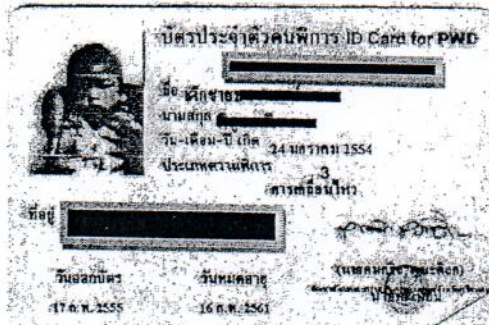 บัตรประจำตัวคนพิการ ID Card for PWD
ชื่อ เด็กชาย
นามสกุล
วัน-เดือน-ปี เกิด 24 มกราคม 2554
ประเภทความพิการ 3
การเคลื่อนไหว
ที่อยู่
วันออกบัตร วันหมดอายุ
17 ก.พ. 2555 16 ก.พ. 2561